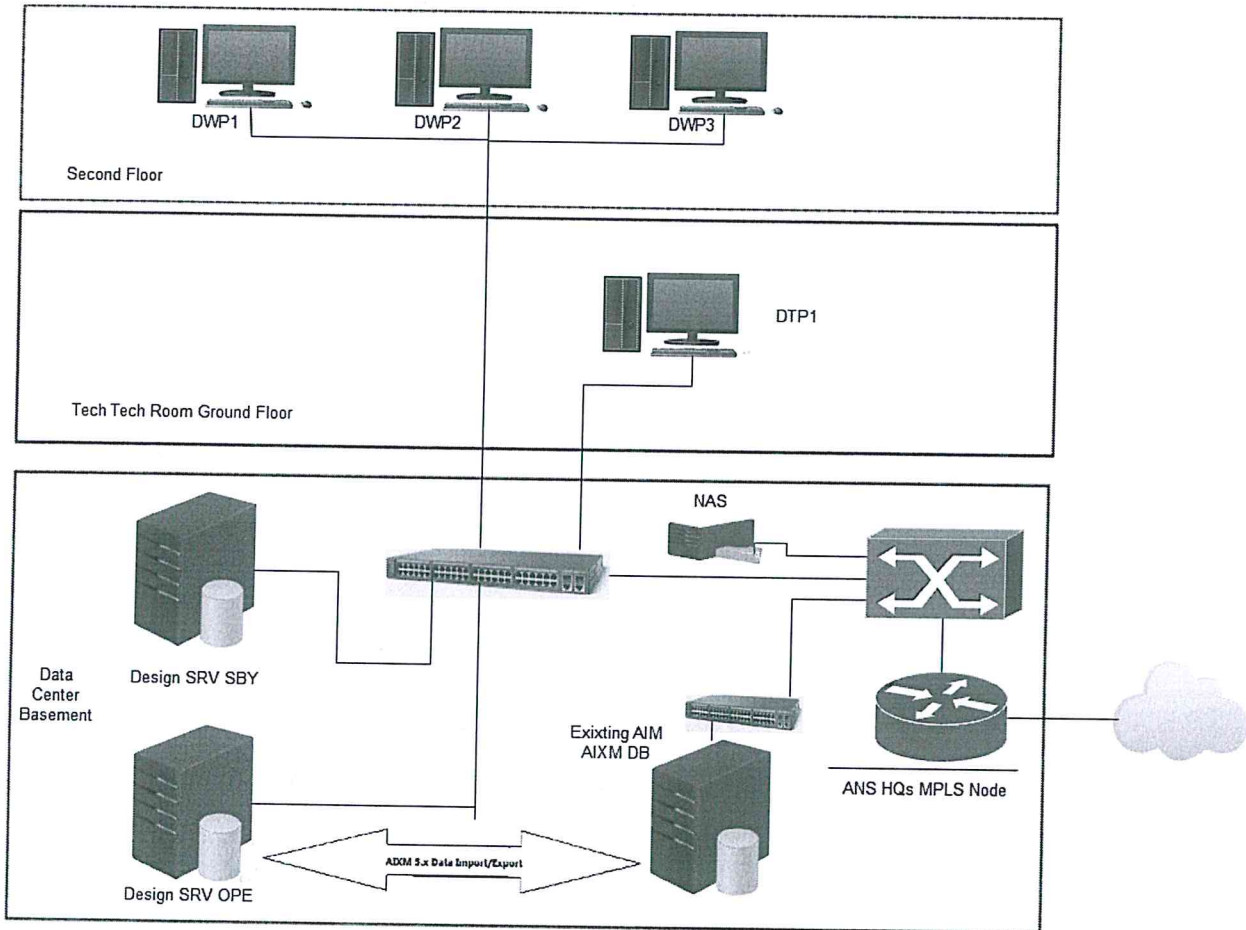 DWP1
DWP2
DWP3
Second Floor
DTP1
Tech Tech Room Ground Floor
NAS
Design SRV SBY
Data
Center
Basement
Exixting AIM
AIXM DB
ANS HQs MPLS Node
AIXM 5.x Data Import/Export
Design SRV OPE